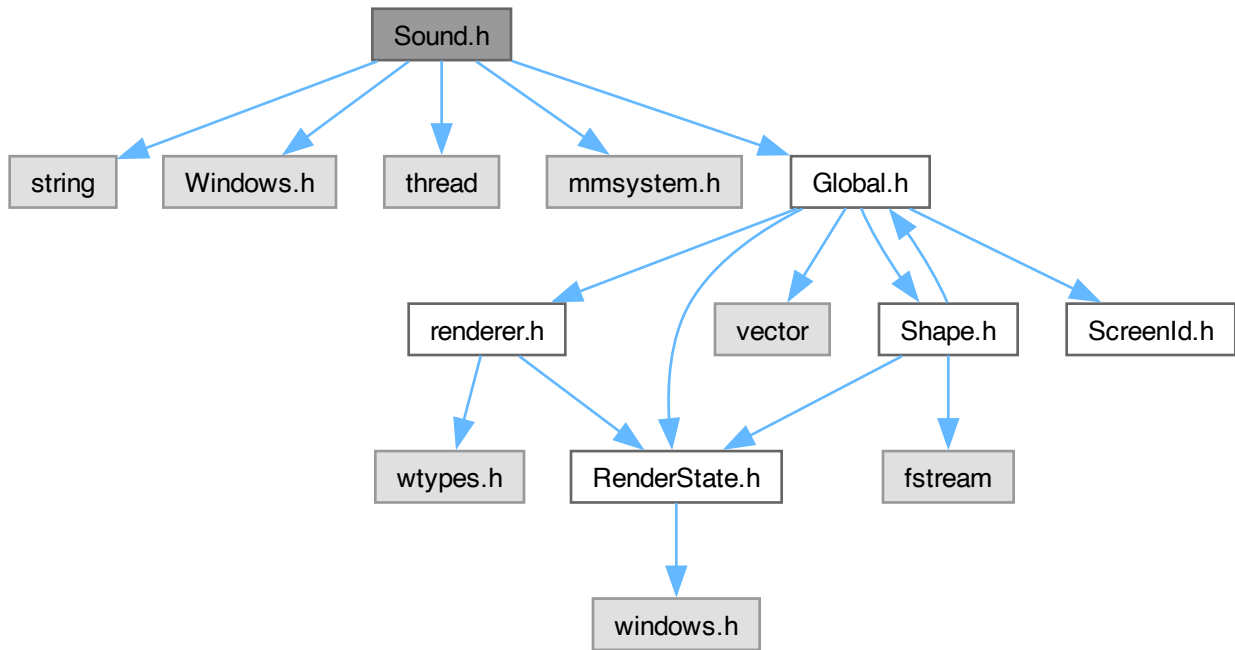 Sound.h
string
Windows.h
thread
mmsystem.h
Global.h
renderer.h
vector
Shape.h
ScreenId.h
wtypes.h
RenderState.h
fstream
windows.h